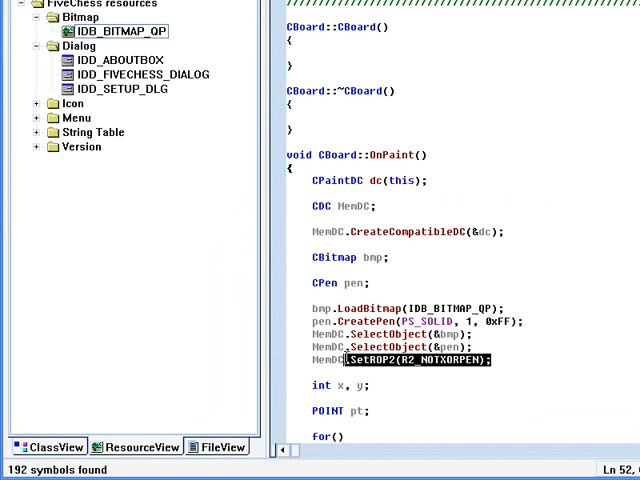 FiveChess resources
Bitmap
IDB_BITMAP_QP
Dialog
IDD_ABOUTBOX
IDD_FIVECHESS_DIALOG
IDD_SETUP_DLG
Icon
Menu
String Table
Version
ClassView
ResourceView
FileView
192 symbols found
////////////////////////////////////////////////////////////
CBoard::CBoard()
{
}
CBoard::~CBoard()
{
}
void CBoard::OnPaint()
{
CPaintDC dc(this);
CDC MemDC;
MemDC.CreateCompatibleDC(&dc);
CBitmap bmp;
CPen pen;
bmp.LoadBitmap(IDB_BITMAP_QP);
pen.CreatePen(PS_SOLID, 1, 0xFF);
MemDC.SelectObject(&bmp);
MemDC.SelectObject(&pen);
MemDC.SetROP2(R2_NOTXORPEN);
int x, y;
POINT pt;
for()
Ln 52,